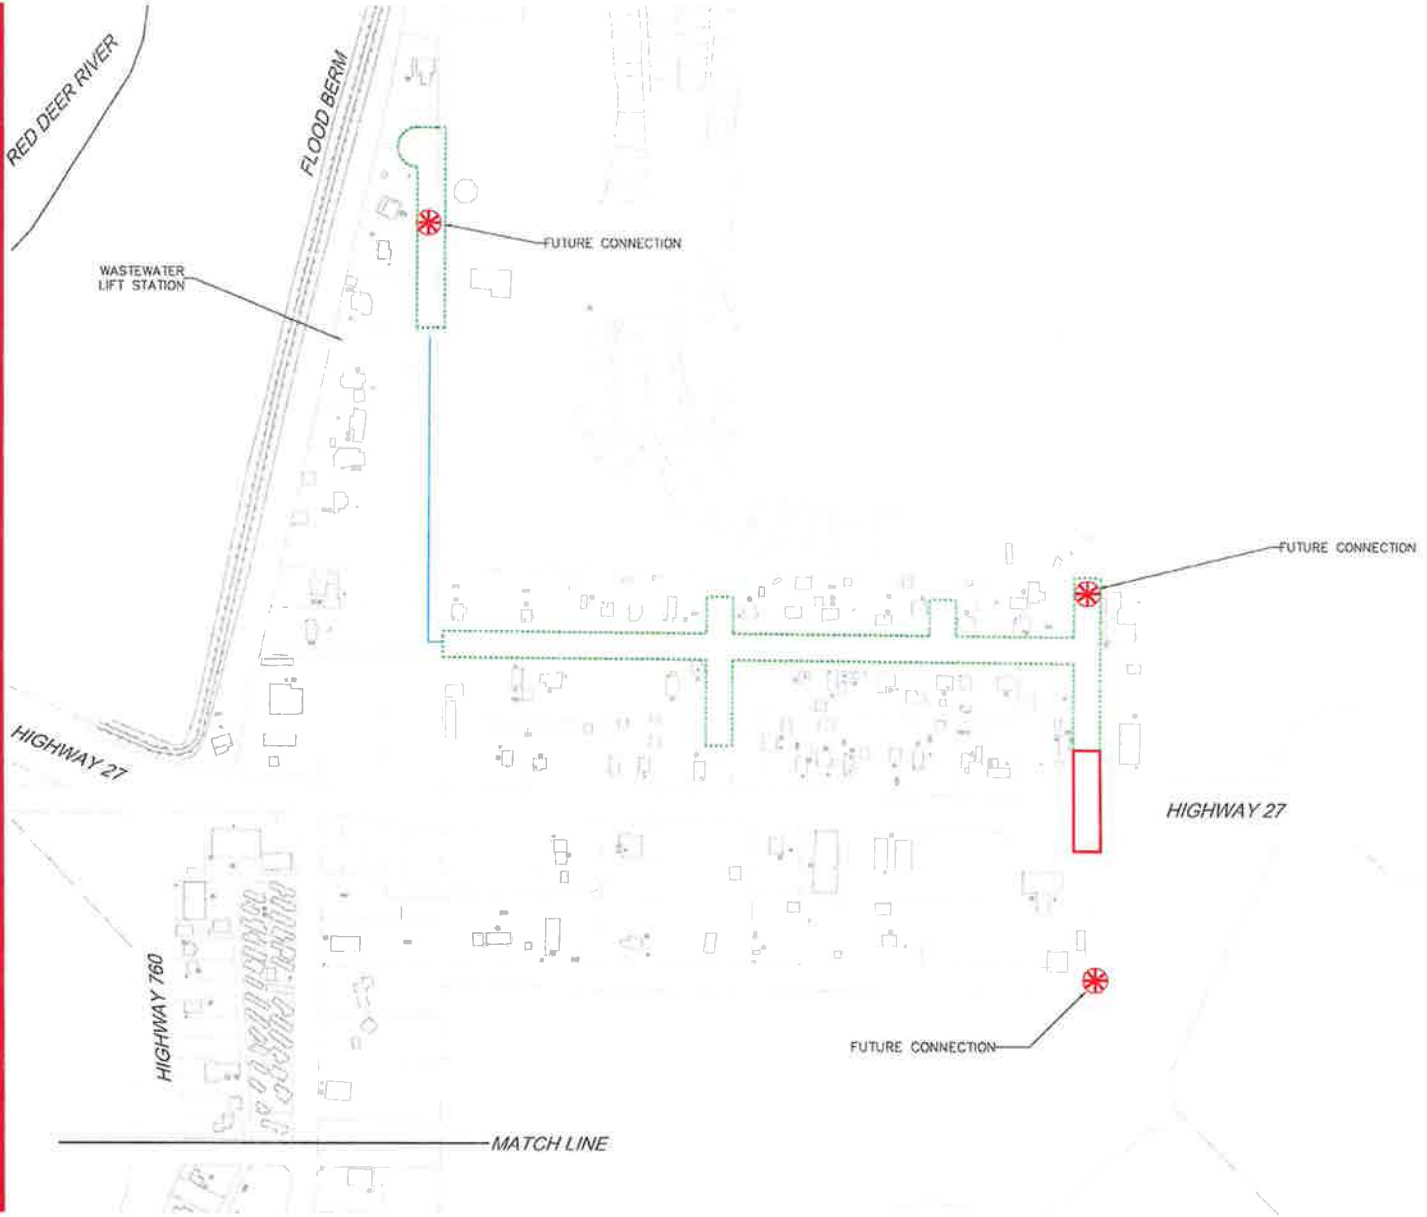 RED DEER RIVER
FLOOD BERM
FUTURE CONNECTION
WASTEWATER
LIFT STATION
FUTURE CONNECTION
HIGHWAY 27
HIGHWAY 27
HIGHWAY 760
FUTURE CONNECTION
MATCH LINE